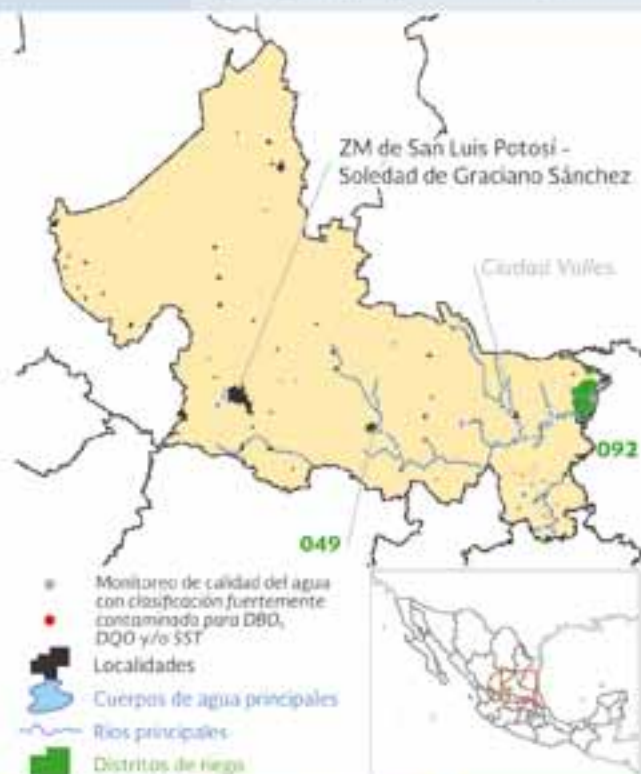 ZM de San Luis Potosí -
Soledad de Graciano Sánchez
Ciudad Valles
092
049
Monitoreo de calidad del agua
con clasificación fuertemente
contaminado para DBO,
DQO y/o SST
Localidades
Cuerpos de agua principales
Ríos principales
Distritos de riego